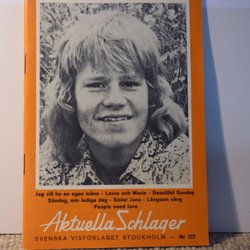 Jag vill ha en egen måne - Lasse och Maria - Beautiful Sunday
Söndag, min lediga dag - Sister Jane - Långsam sång
People need love
Aktuella Schlager
SVENSKA VISFÖRLAGET STOCKHOLM — Nr 127